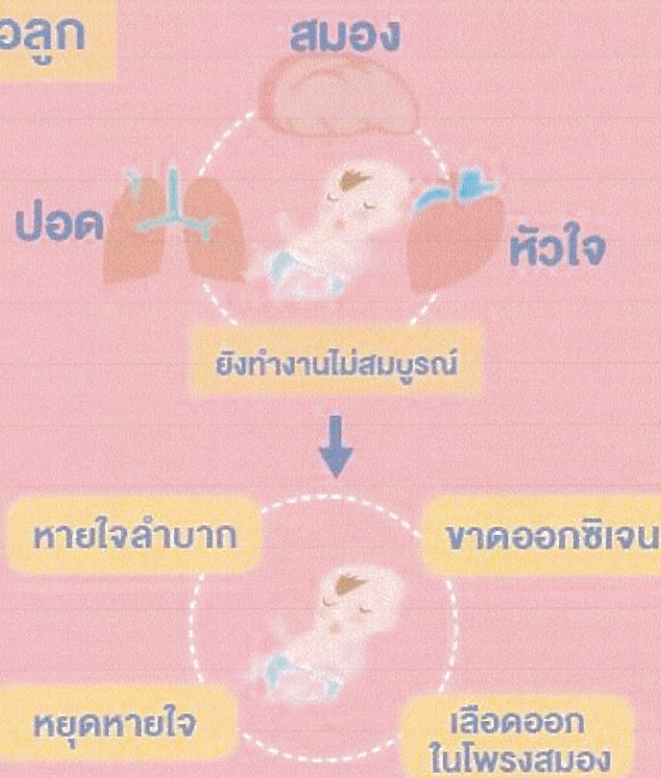 อลูก
สมอง
ปอด
หัวใจ
ยังทำงานไม่สมบูรณ์
หายใจลำบาก
ขาดออกซิเจน
หยุดหายใจ
เลือดออก
ในโพรงสมอง